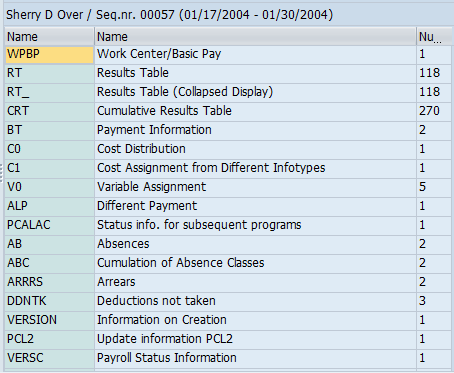 Sherry D Over / Seq.nr. 00057 (01/17/2004 - 01/30/2004)
Name Name Nu...
WPBP Work Center/Basic Pay 1
RT Results Table 118
RT_ Results Table (Collapsed Display) 118
CRT Cumulative Results Table 270
BT Payment Information 2
C0 Cost Distribution 1
C1 Cost Assignment from Different Infotypes 1
V0 Variable Assignment 5
ALP Different Payment 1
PCALAC Status info. for subsequent programs 1
AB Absences 2
ABC Cumulation of Absence Classes 2
ARRRS Arrears 2
DDNTK Deductions not taken 3
VERSION Information on Creation 1
PCL2 Update information PCL2 1
VERSC Payroll Status Information 1